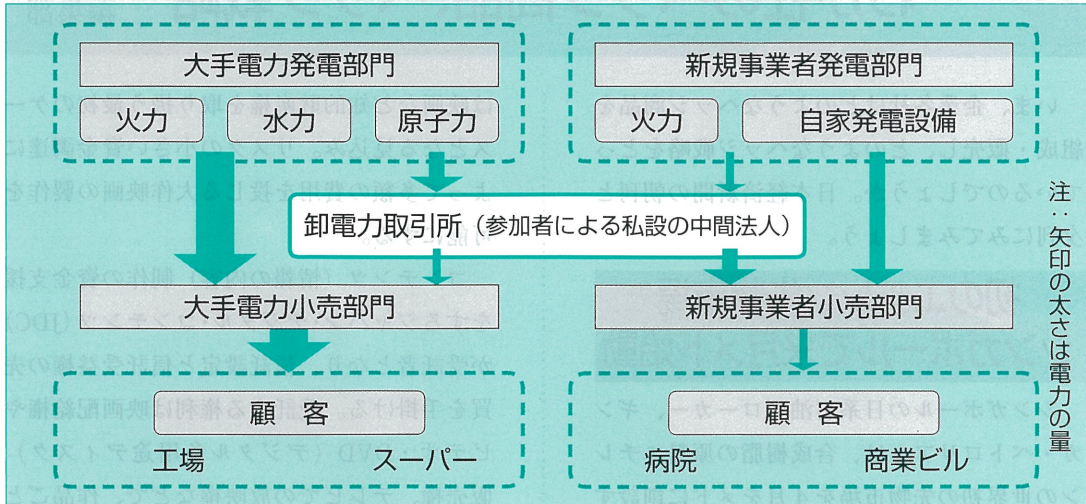 大手電力発電部門
火力
水力
原子力
新規事業者発電部門
火力
自家発電設備
卸電力取引所（参加者による私設の中間法人）
大手電力小売部門
新規事業者小売部門
顧客
工場
スーパー
顧客
病院
商業ビル
注：矢印の太さは電力の量